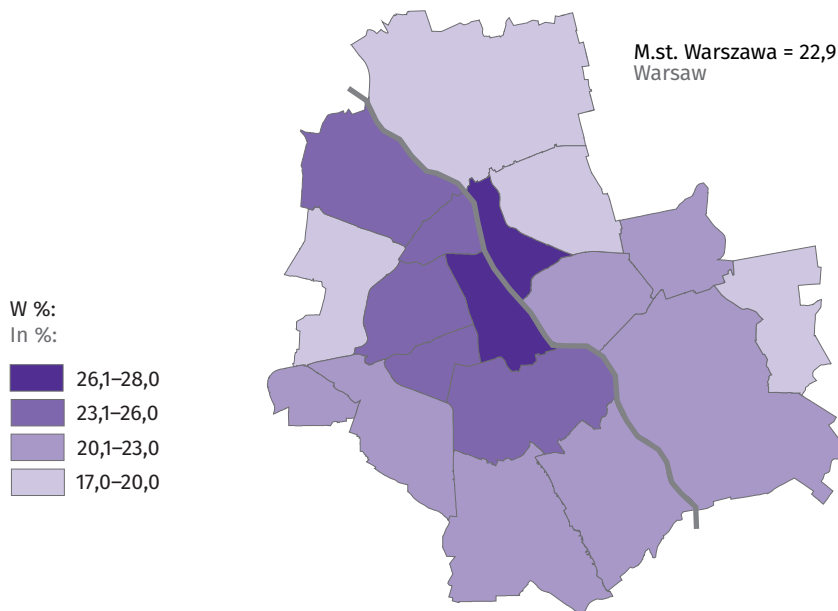 M.st. Warszawa = 22,9
Warsaw
W %:
In %:
26,1–28,0
23,1–26,0
20,1–23,0
17,0–20,0